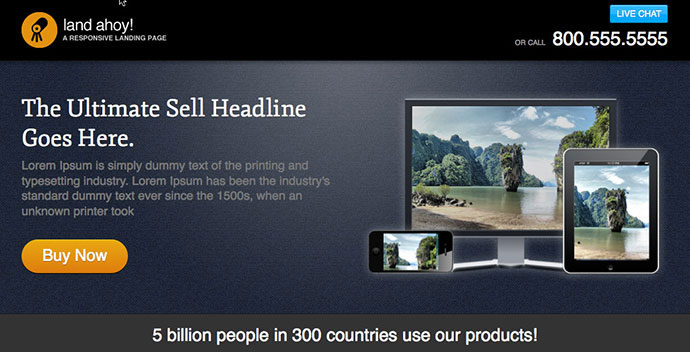 land ahoy!
A RESPONSIVE LANDING PAGE
LIVE CHAT
OR CALL 800.555.5555
The Ultimate Sell Headline
Goes Here.
Lorem Ipsum is simply dummy text of the printing and
typesetting industry. Lorem Ipsum has been the industry's
standard dummy text ever since the 1500s, when an
unknown printer took
Buy Now
5 billion people in 300 countries use our products!